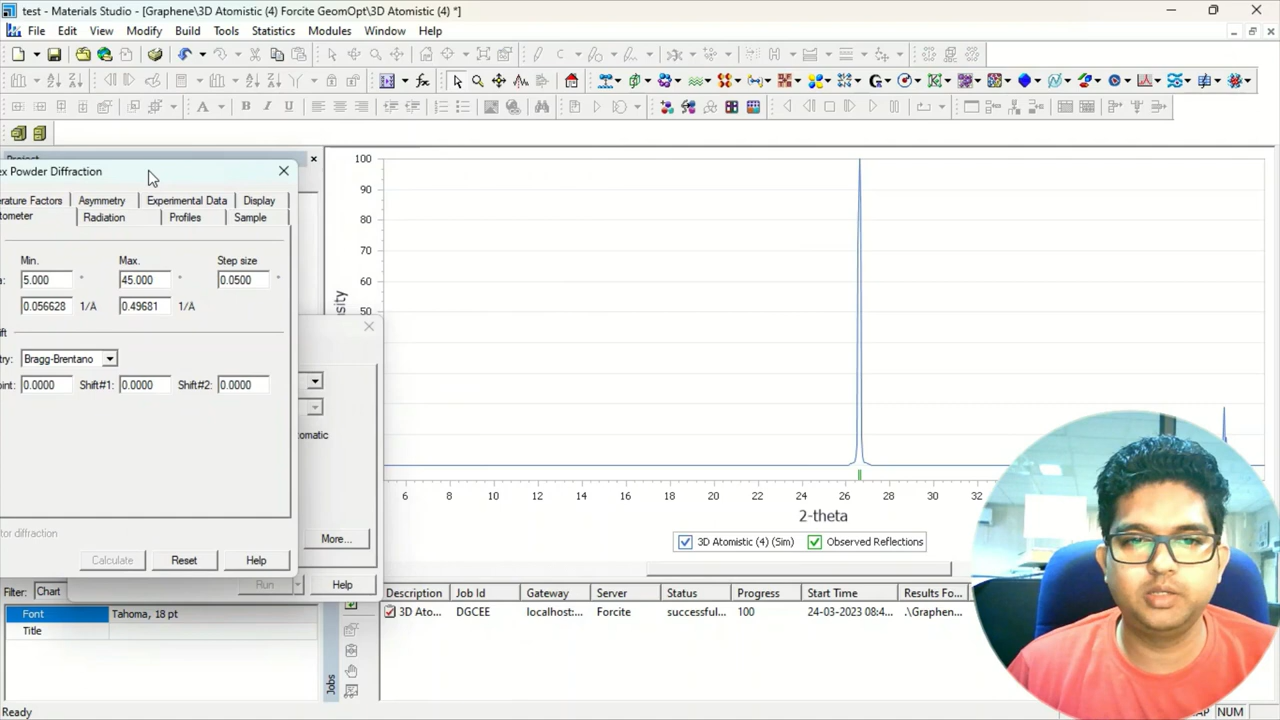 test - Materials Studio - [Graphene\3D Atomistic (4) Forcite GeomOpt\3D Atomistic (4) *]
File Edit View Modify Build Tools Statistics Modules Window Help
ex Powder Diffraction
erature Factors Asymmetry Experimental Data Display
tometer Radiation Profiles Sample
Min. Max. Step size
a: 5.000 ° 45.000 ° 0.0500 °
0.056628 1/Å 0.49681 1/Å
ift
try: Bragg-Brentano
oint: 0.0000 Shift#1: 0.0000 Shift#2: 0.0000
tor diffraction
Calculate Reset Help
omatic
More...
Run Help
100
90
80
70
60
50
sity
6 8 10 12 14 16 18 20 22 24 26 28 30 32
2-theta
3D Atomistic (4) (Sim) Observed Reflections
Filter: Chart
Font Tahoma, 18 pt
Title
Jobs
Description Job Id Gateway Server Status Progress Start Time Results Fo...
3D Ato... DGCEE localhost:... Forcite successful... 100 24-03-2023 08:4... .\Graphen
Ready
AP NUM